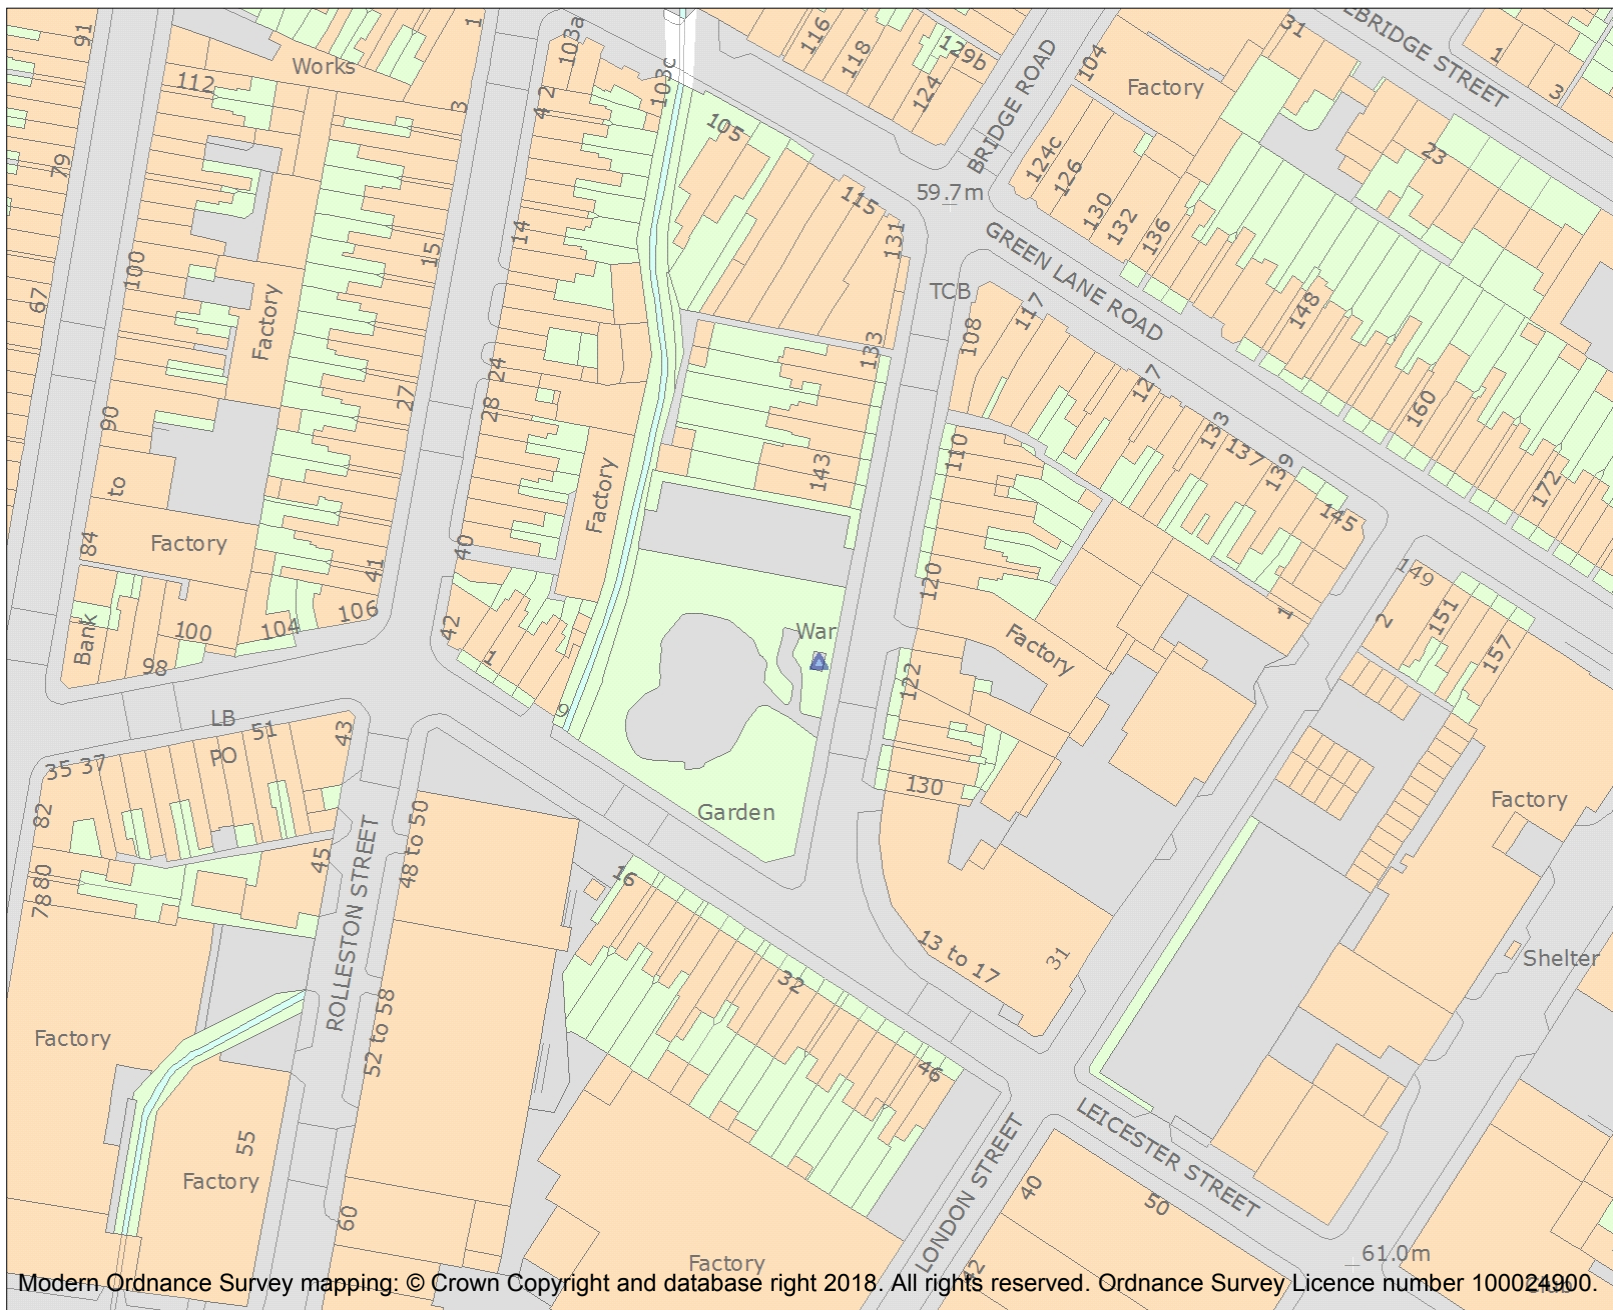 91
Works
112
1
3
79
100
67
Factory
15
27
90
to
84
Factory
41
Bank
100
98
104
106
103a
4 2
14
24
28
40
42
1
9
Factory
103c
105
115
131
133
143
116
118
124
129b
BRIDGE ROAD
104
Factory
31
EBRIDGE STREET
1
3
23
124c
126
130
132
136
59.7m
GREEN LANE ROAD
TCB
108
117
127
133
137
139
145
148
160
172
110
120
122
130
Factory
1
149
2
151
157
War
Garden
LB
PO
35 37
51
43
82
80
78
45
ROLLESTON STREET
48 to 50
52 to 58
16
32
46
13 to 17
31
Factory
Shelter
Factory
55
Factory
60
Factory
LONDON STREET
42
40
50
LEICESTER STREET
61.0m
Club
Modern Ordnance Survey mapping: © Crown Copyright and database right 2018. All rights reserved. Ordnance Survey Licence number 100024900.